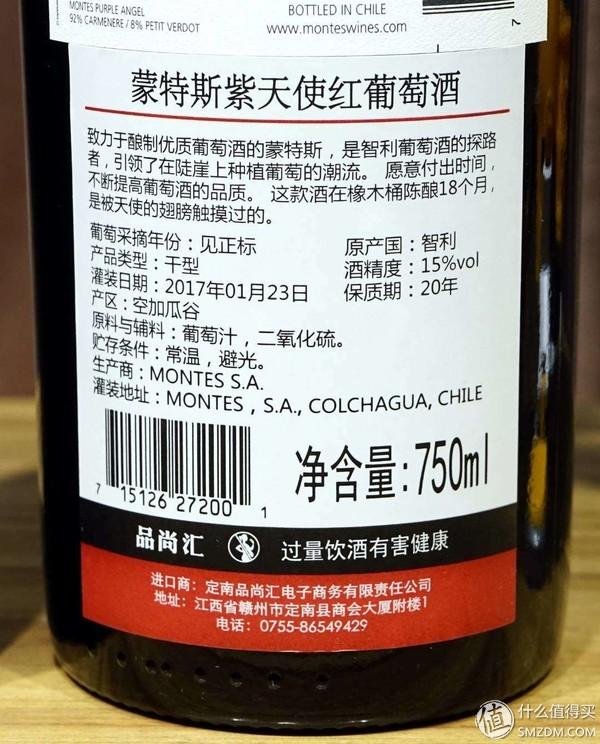 MONTES PURPLE ANGEL
92% CARMENERE / 8% PETIT VERDOT
BOTTLED IN CHILE
www.monteswines.com
7
蒙特斯紫天使红葡萄酒
致力于酿制优质葡萄酒的蒙特斯，是智利葡萄酒的探路
者，引领了在陡崖上种植葡萄的潮流。 愿意付出时间，
不断提高葡萄酒的品质。 这款酒在橡木桶陈酿18个月，
是被天使的翅膀触摸过的。
葡萄采摘年份：见正标
原产国：智利
产品类型：干型
酒精度：15%vol
灌装日期：2017年01月23日
保质期：20年
产区：空加瓜谷
原料与辅料：葡萄汁，二氧化硫。
贮存条件：常温，避光。
生产商：MONTES S.A.
灌装地址：MONTES , S.A., COLCHAGUA, CHILE
7 15126 27200 1
净含量:750ml
品尚汇
过量饮酒有害健康
进口商：定南品尚汇电子商务有限责任公司
地址：江西省赣州市定南县商会大厦附楼1
电话：0755-86549429
值 什么值得买
SMZDM.COM